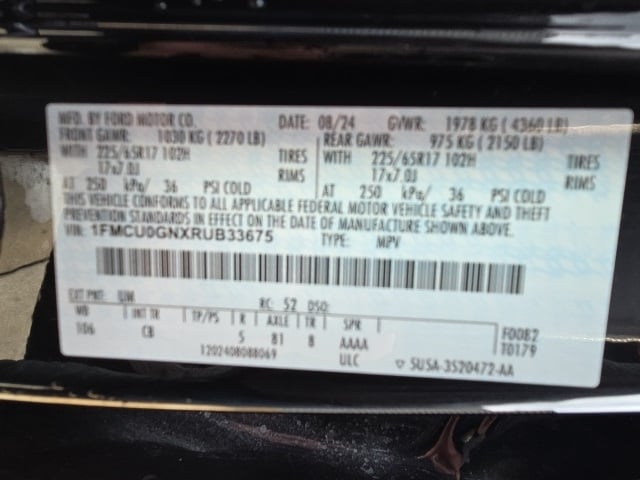 MFD. BY FORD MOTOR CO. DATE: 08/24 GVWR: 1978 KG ( 4360 LB)
FRONT GAWR: 1030 KG ( 2270 LB) REAR GAWR: 975 KG ( 2150 LB)
WITH 225/65R17 102H TIRES WITH 225/65R17 102H TIRES
17x7.0J RIMS 17x7.0J RIMS
AT 250 kPa/ 36 PSI COLD AT 250 kPa/ 36 PSI COLD
THIS VEHICLE CONFORMS TO ALL APPLICABLE FEDERAL MOTOR VEHICLE SAFETY AND THEFT
PREVENTION STANDARDS IN EFFECT ON THE DATE OF MANUFACTURE SHOWN ABOVE.
VIN: 1FMCU0GNXRUB33675 TYPE: MPV
EXT PNT: UM RC: 52 DSO:
WB INT TR TP/PS R AXLE TR SPR
106 CB 5 81 8 AAAA F0082
1202408088069 ULC T0179
SUSA-3520472-AA